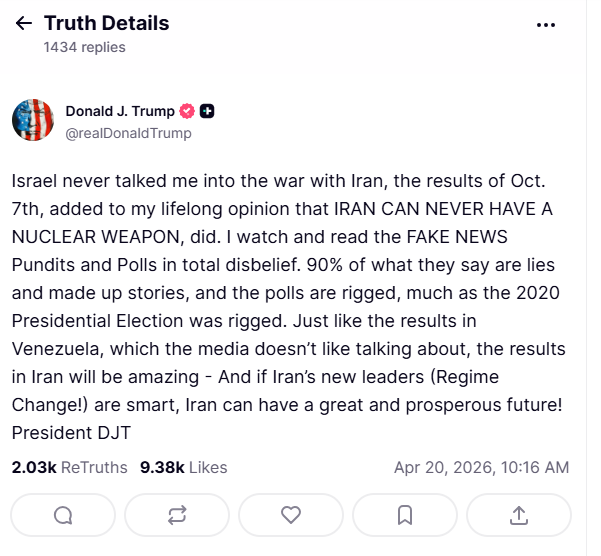 Truth Details
1434 replies
Donald J. Trump
@realDonaldTrump
Israel never talked me into the war with Iran, the results of Oct.
7th, added to my lifelong opinion that IRAN CAN NEVER HAVE A
NUCLEAR WEAPON, did. I watch and read the FAKE NEWS
Pundits and Polls in total disbelief. 90% of what they say are lies
and made up stories, and the polls are rigged, much as the 2020
Presidential Election was rigged. Just like the results in
Venezuela, which the media doesn’t like talking about, the results
in Iran will be amazing - And if Iran’s new leaders (Regime
Change!) are smart, Iran can have a great and prosperous future!
President DJT
2.03k ReTruths 9.38k Likes Apr 20, 2026, 10:16 AM